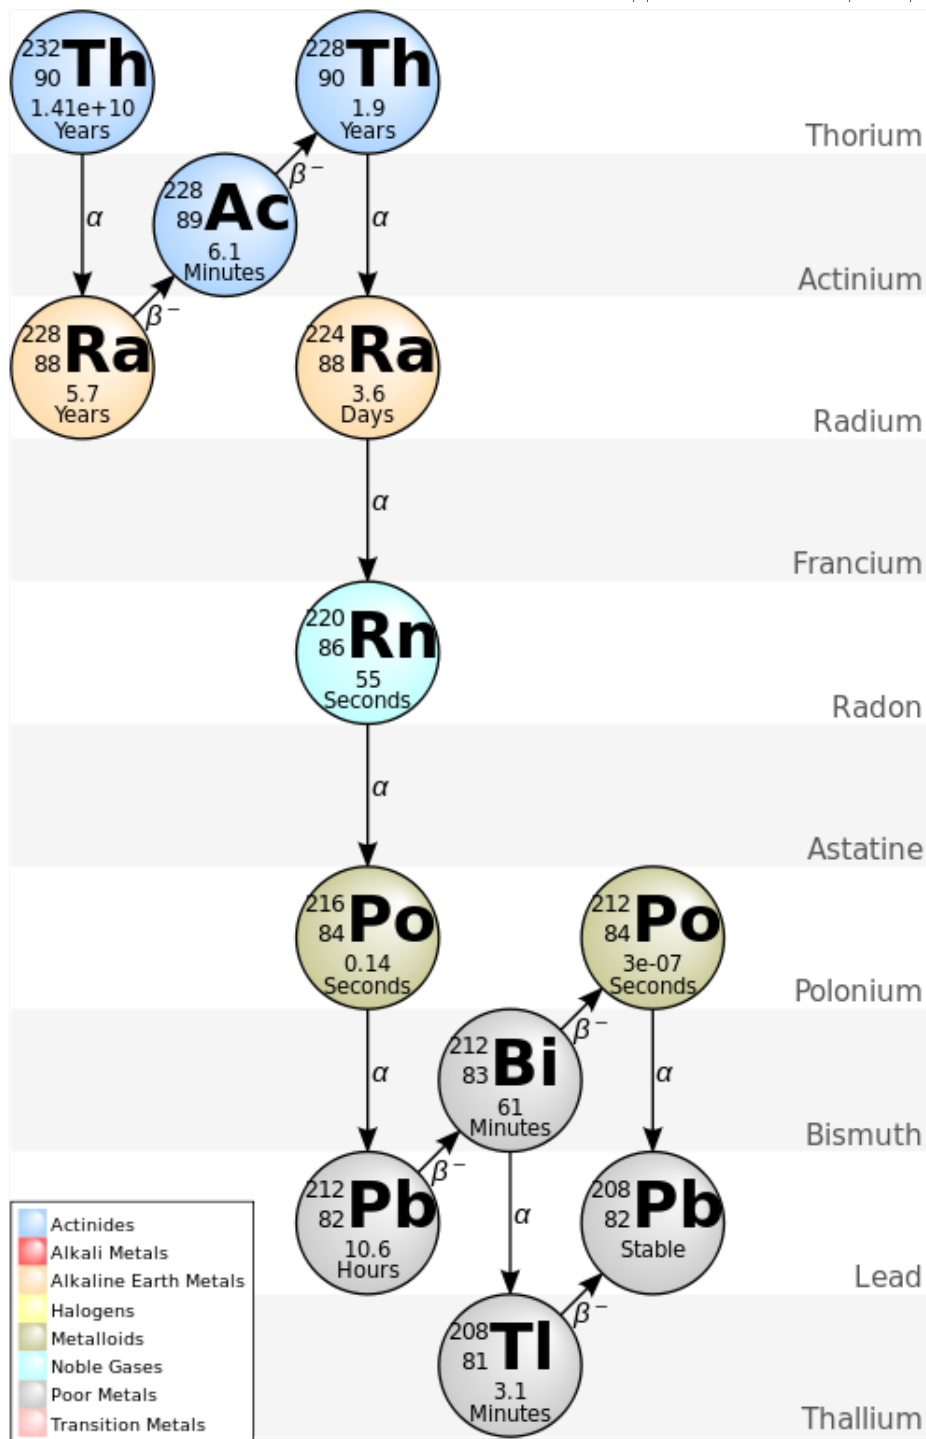 232
90
Th
1.41e+10
Years
228
90
Th
1.9
Years
Thorium
β⁻
228
89
Ac
6.1
Minutes
α
α
Actinium
β⁻
228
88
Ra
5.7
Years
224
88
Ra
3.6
Days
Radium
α
Francium
220
86
Rn
55
Seconds
Radon
α
Astatine
216
84
Po
0.14
Seconds
212
84
Po
3e-07
Seconds
Polonium
β⁻
212
83
Bi
61
Minutes
α
α
Bismuth
β⁻
212
82
Pb
10.6
Hours
α
208
82
Pb
Stable
Lead
β⁻
208
81
Tl
3.1
Minutes
Thallium
Actinides
Alkali Metals
Alkaline Earth Metals
Halogens
Metalloids
Noble Gases
Poor Metals
Transition Metals